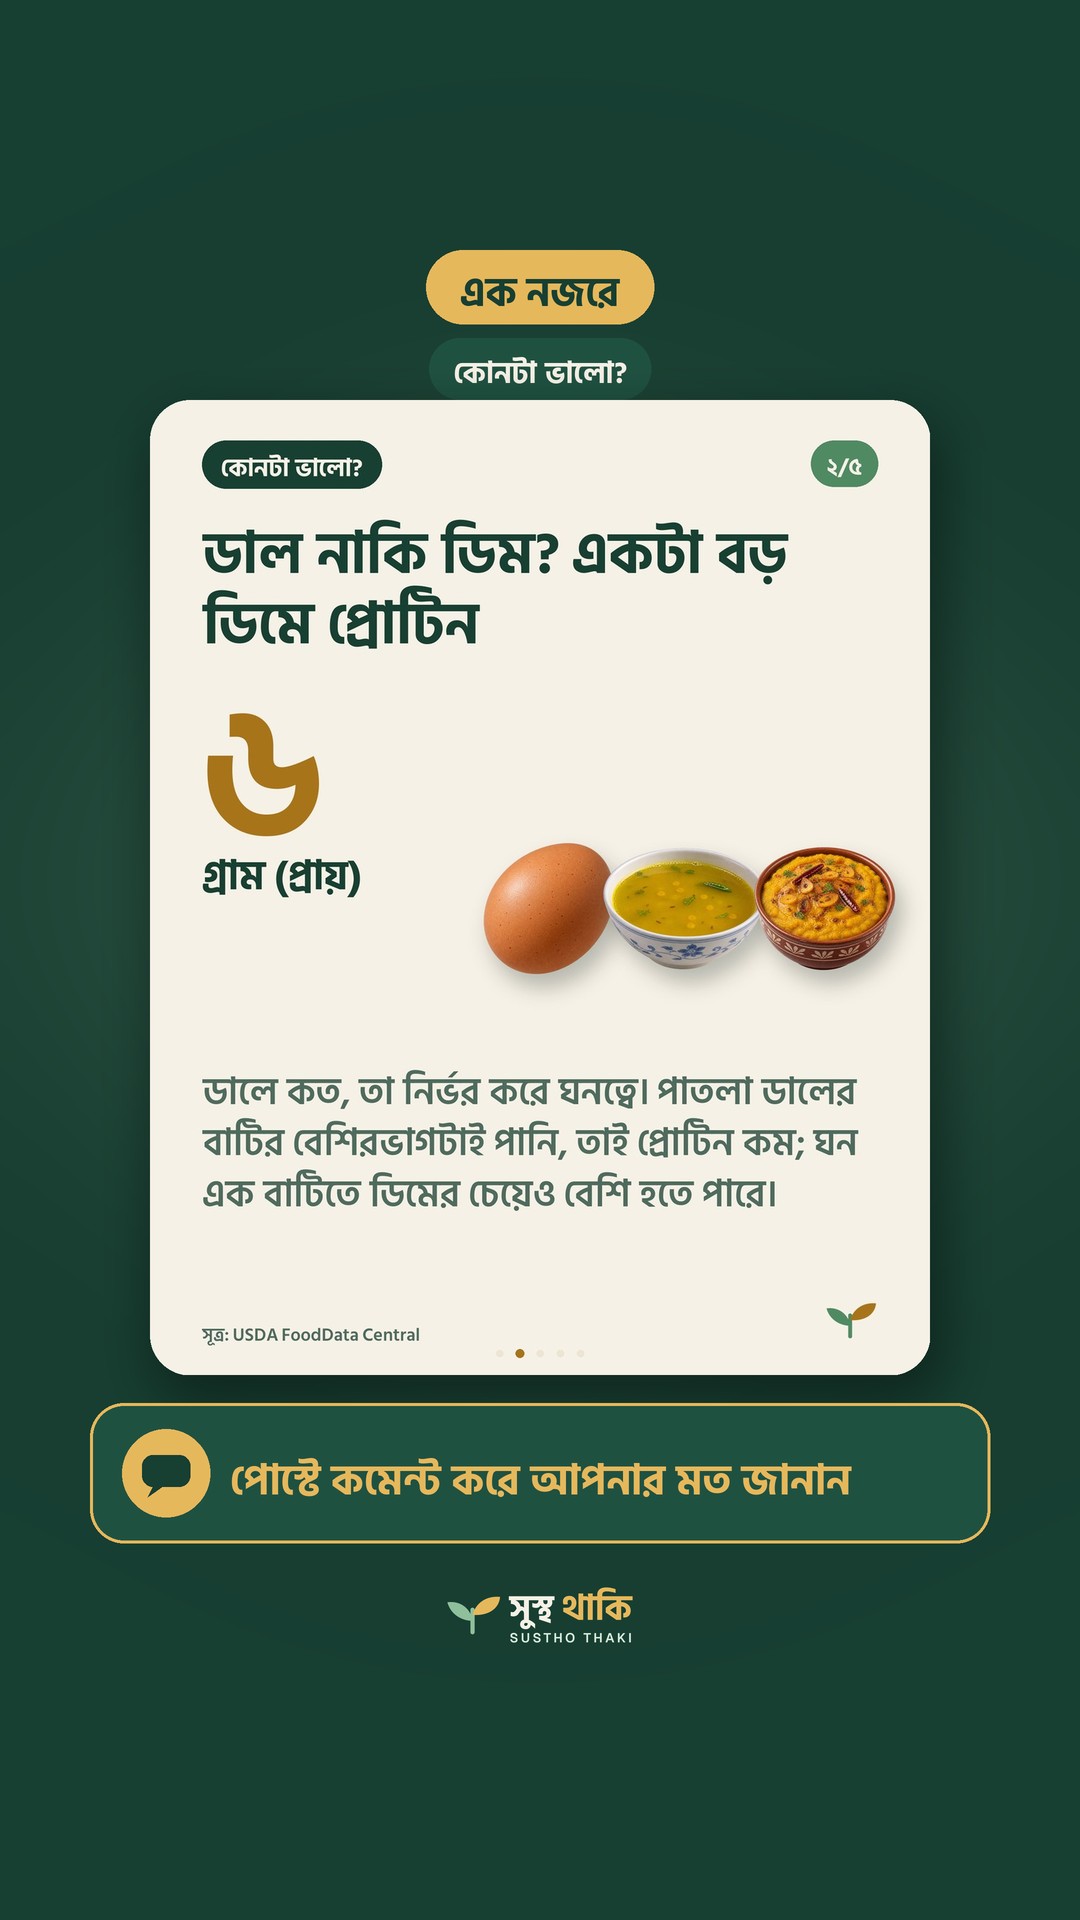 এক নজরে
কোনটা ভালো?
কোনটা ভালো?
২/৫
ডাল নাকি ডিম? একটা বড়
ডিমে প্রোটিন
৬
গ্রাম (প্রায়)
ডালে কত, তা নির্ভর করে ঘনত্বে। পাতলা ডালের
বাটির বেশিরভাগটাই পানি, তাই প্রোটিন কম; ঘন
এক বাটিতে ডিমের চেয়েও বেশি হতে পারে।
সূত্র: USDA FoodData Central
পোস্টে কমেন্ট করে আপনার মত জানান
সুস্থ থাকি
SUSTHO THAKI